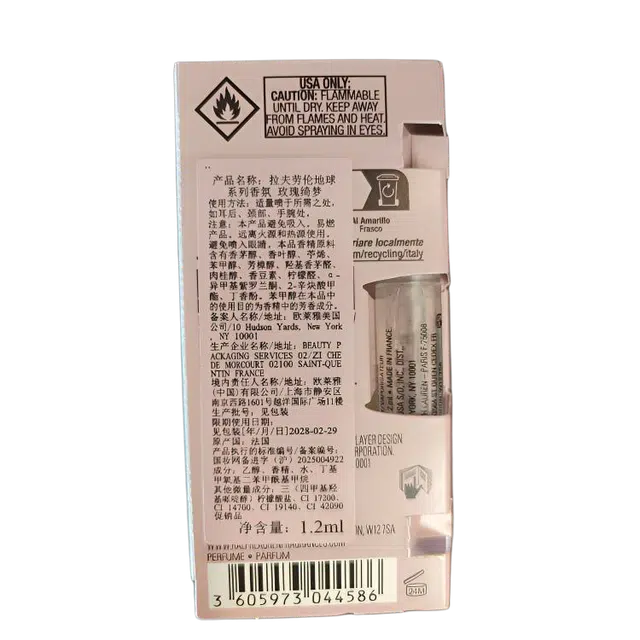 USA ONLY:
CAUTION: FLAMMABLE
UNTIL DRY. KEEP AWAY
FROM FLAMES AND HEAT.
AVOID SPRAYING IN EYES.
产品名称：拉夫劳伦地球
系列香氛 玫瑰绮梦
使用方法：适量喷于所需之处，
如耳后、颈部、手腕处。
注意：本产品避免吸入，易燃
产品，远离火源和热源使用，
避免喷入眼睛。本品香精原料
含有香茅醇、香叶醇、苧烯、
苯甲醇、芳樟醇、羟基香茅醛、
肉桂醇、香豆素、柠檬醛、α-
异甲基紫罗兰酮、2-辛炔酸甲
酯、丁香酚。苯甲醇在本品中
的使用目的为香精中的芳香成分。
备案人名称/地址：欧莱雅美国
公司/10 Hudson Yards, New York
, NY 10001
生产企业名称/地址：BEAUTY P
ACKAGING SERVICES 02/ZI CHE
DE MORCOURT 02100 SAINT-QUE
NTIN FRANCE
境内责任人名称/地址：欧莱雅
（中国）有限公司/上海市静安区
南京西路1601号越洋国际广场11楼
生产批号：见包装
限期使用日期：
见包装[年/月/日]2028-02-29
原产国：法国
产品执行的标准编号/备案编号：
国妆网备进字（沪）2025004922
成分：乙醇、香精、水、丁基
甲氧基二苯甲酰基甲烷
其他微量成分：三（四甲基羟
基哌啶醇）柠檬酸盐、CI 17200、
CI 14700、CI 19140、CI 42090
促销品
净含量：1.2ml
Al Amarillo
Frasco
riare localmente
m/recycling/italy
MADE IN FRANCE
NY 10001
LAUREN - PARIS F-75008
LAYER DESIGN
RPORATION.
0001
N, W12 7SA
PERFUME • PARFUM
3 605973 044586
24M